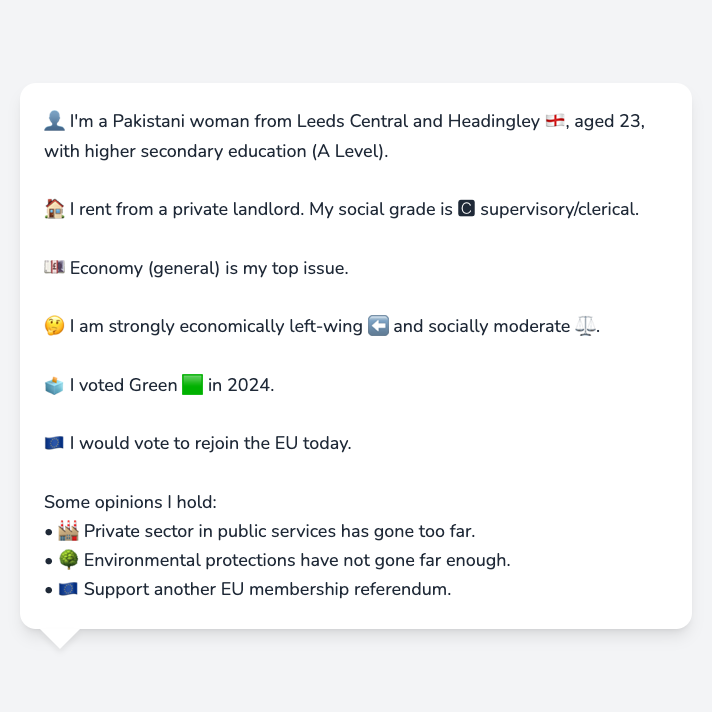 👤 I'm a Pakistani woman from Leeds Central and Headingley 🏴󠁧󠁢󠁥󠁮󠁧󠁿, aged 23,
with higher secondary education (A Level).
🏠 I rent from a private landlord. My social grade is 🅲 supervisory/clerical.
💷 Economy (general) is my top issue.
🤔 I am strongly economically left-wing ⬅️ and socially moderate ⚖️.
🗳️ I voted Green 🟩 in 2024.
🇪🇺 I would vote to rejoin the EU today.
Some opinions I hold:
• 🏭 Private sector in public services has gone too far.
• 🌳 Environmental protections have not gone far enough.
• 🇪🇺 Support another EU membership referendum.